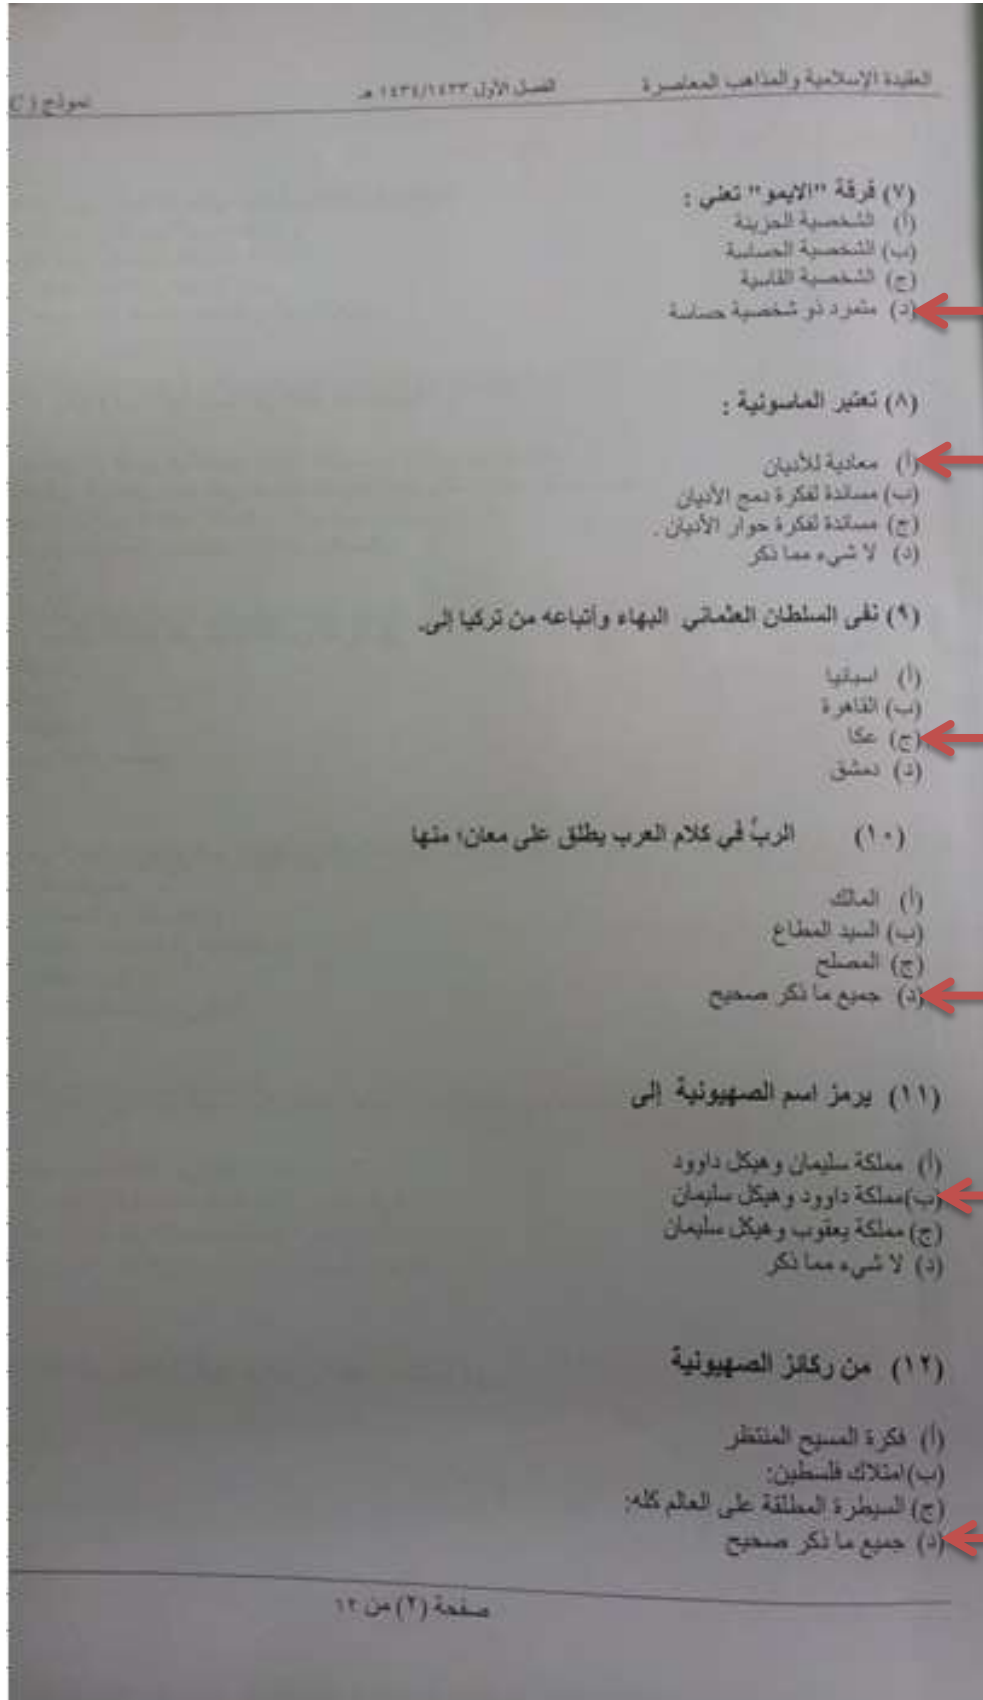 العقيدة الإسلامية والمذاهب المعاصرة الفصل الأول ١٤٣٤/١٤٣٣ هـ نموذج (C
(٧) فرقة "الايمو" تعني :
(أ) الشخصية الحزينة
(ب) الشخصية الحساسة
(ج) الشخصية القاسية
(د) متمرد ذو شخصية حساسة
(٨) تعتبر الماسونية :
(أ) معادية للأديان
(ب) مساندة لفكرة دمج الأديان
(ج) مساندة لفكرة حوار الأديان .
(د) لا شيء مما ذكر
(٩) نفى السلطان العثماني البهاء وأتباعه من تركيا إلى.
(أ) اسبانيا
(ب) القاهرة
(ج) عكا
(د) دمشق
(١٠) الربُّ في كلام العرب يطلق على معان؛ منها
(أ) المالك
(ب) السيد المطاع
(ج) المصلح
(د) جميع ما ذكر صحيح
(١١) يرمز اسم الصهيونية إلى
(أ) مملكة سليمان وهيكل داوود
(ب)مملكة داوود وهيكل سليمان
(ج) مملكة يعقوب وهيكل سليمان
(د) لا شيء مما ذكر
(١٢) من ركائز الصهيونية
(أ) فكرة المسيح المنتظر
(ب)امتلاك فلسطين:
(ج) السيطرة المطلقة على العالم كله:
(د) جميع ما ذكر صحيح
صفحة (٢) من ١٢